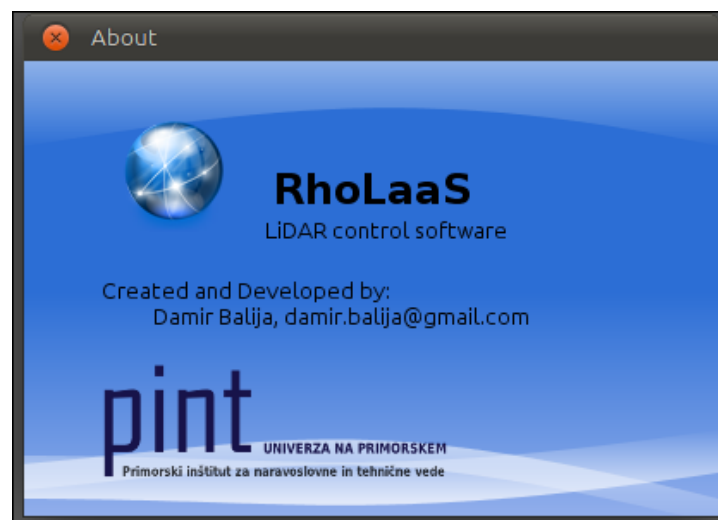 About
RhoLaaS
LiDAR control software
Created and Developed by:
Damir Balija, damir.balija@gmail.com
pint
UNIVERZA NA PRIMORSKEM
Primorski inštitut za naravoslovne in tehnične vede